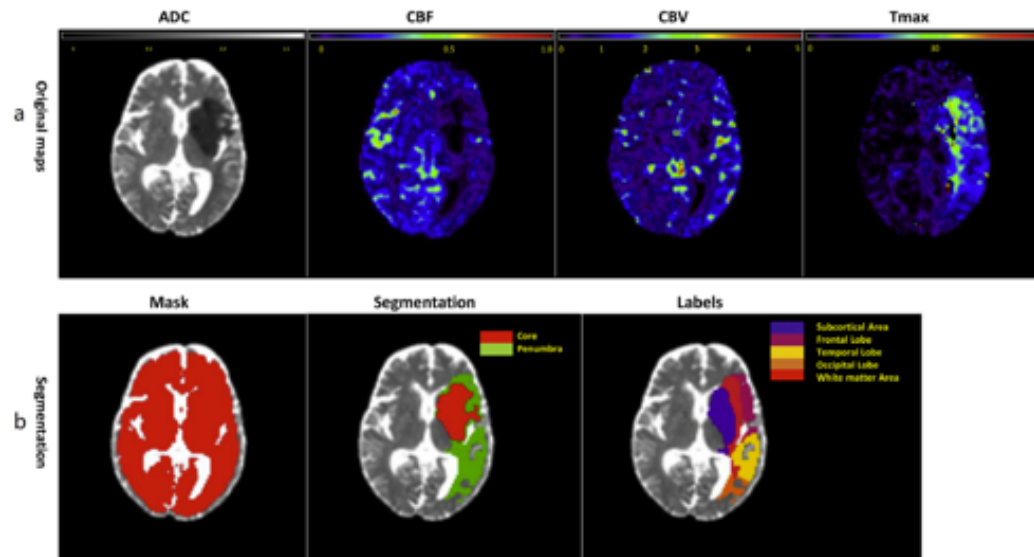 ADC CBF CBV Tmax
0 0.5 1.0 0 1 2 3 4 5 0 30
a
Original maps
Mask Segmentation Labels
Core
Penumbra
Subcortical Area
Frontal Lobe
Temporal Lobe
Occipital Lobe
White matter Area
b
Segmentation